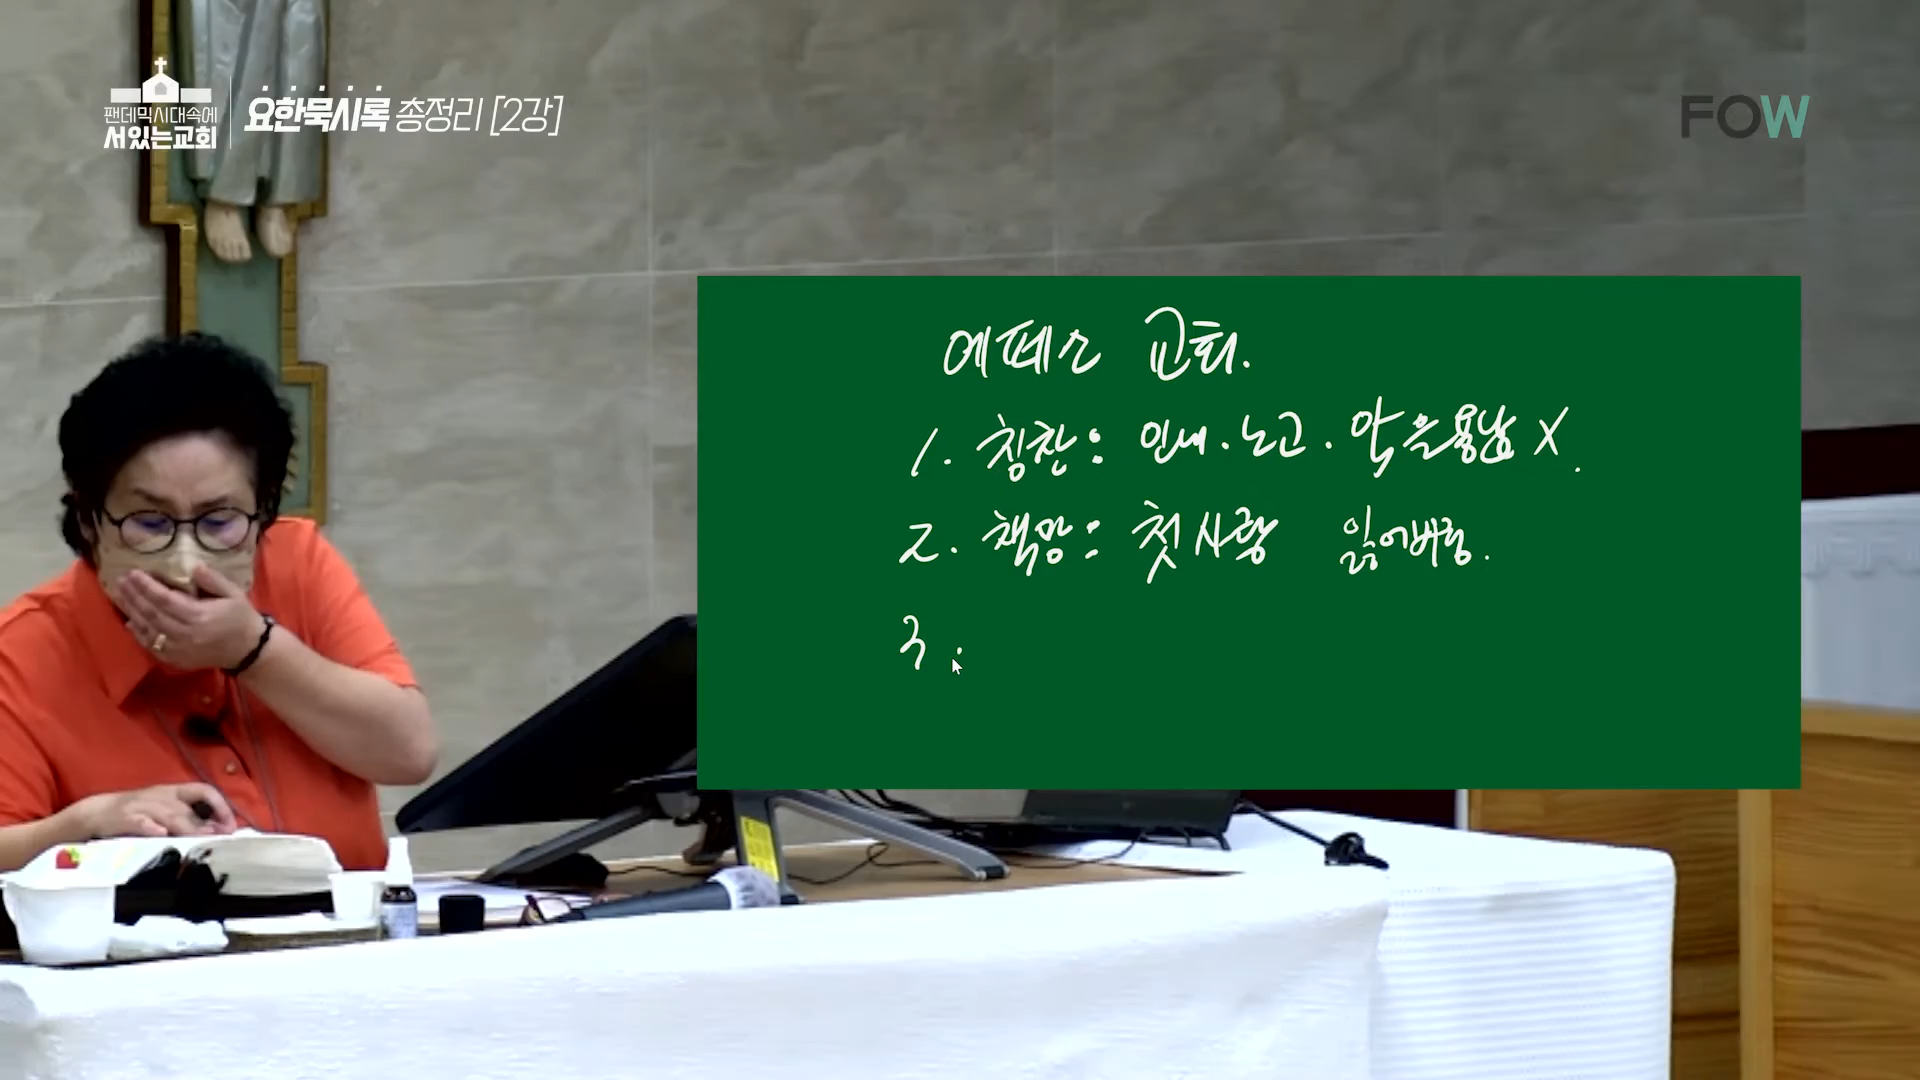 팬데믹시대속에
서있는교회
요한묵시록 총정리 [2강]
FOW
에페소 교회.
1. 칭찬: 인내. 노고. 악을용납 X.
2. 책망: 첫사랑 잃어버림.
3.